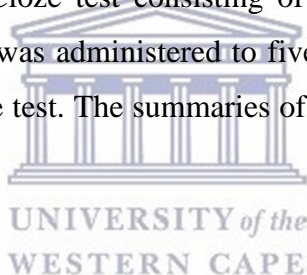 Cloze test consisting of
was administered to five
e test. The summaries of
UNIVERSITY of the
WESTERN CAPE